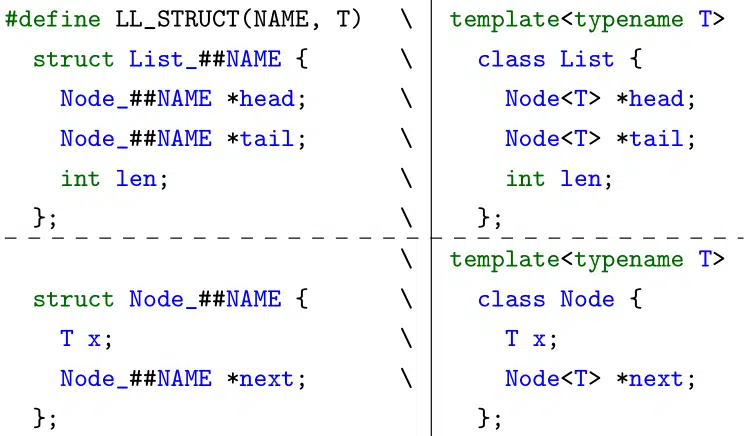 #define LL_STRUCT(NAME, T) \
  struct List_##NAME { \
    Node_##NAME *head; \
    Node_##NAME *tail; \
    int len; \
  }; \
\
  struct Node_##NAME { \
    T x; \
    Node_##NAME *next; \
  };
template<typename T>
  class List {
    Node<T> *head;
    Node<T> *tail;
    int len;
  };
template<typename T>
  class Node {
    T x;
    Node<T> *next;
  };